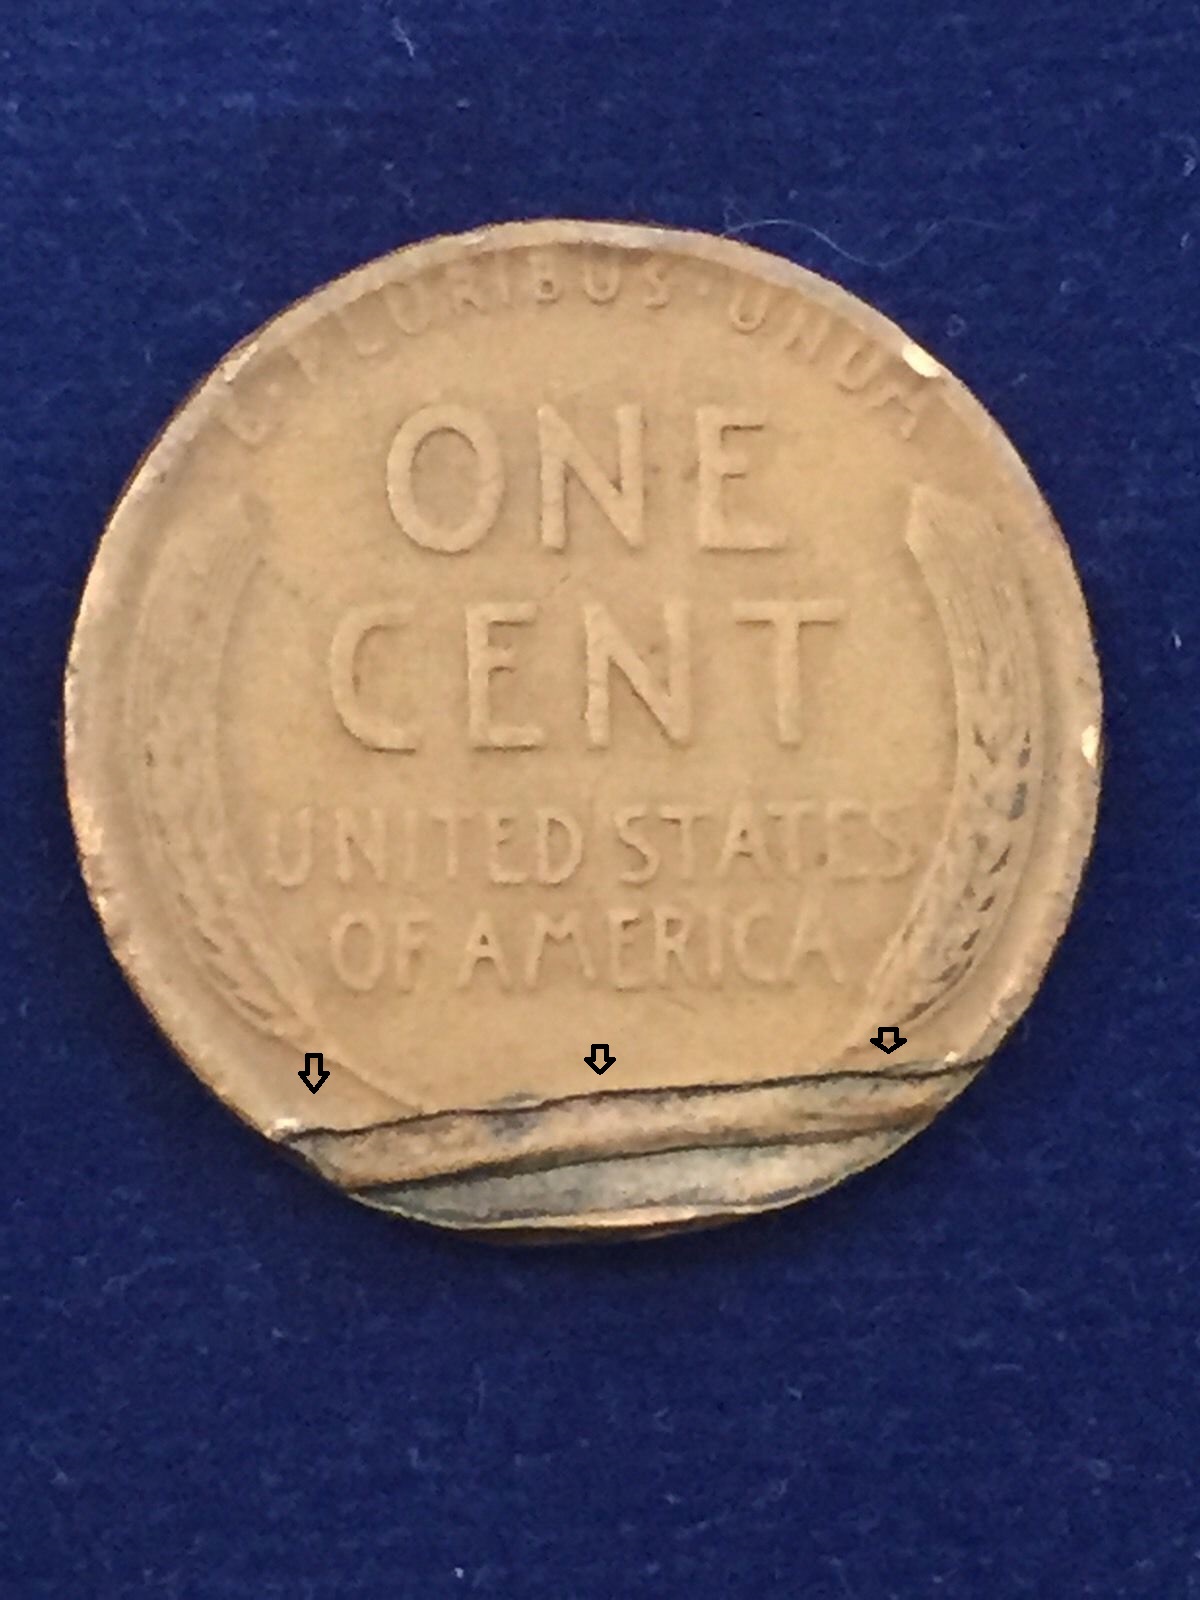 E·PLURIBUS·UNUM
ONE
CENT
UNITED STATES
OF AMERICA